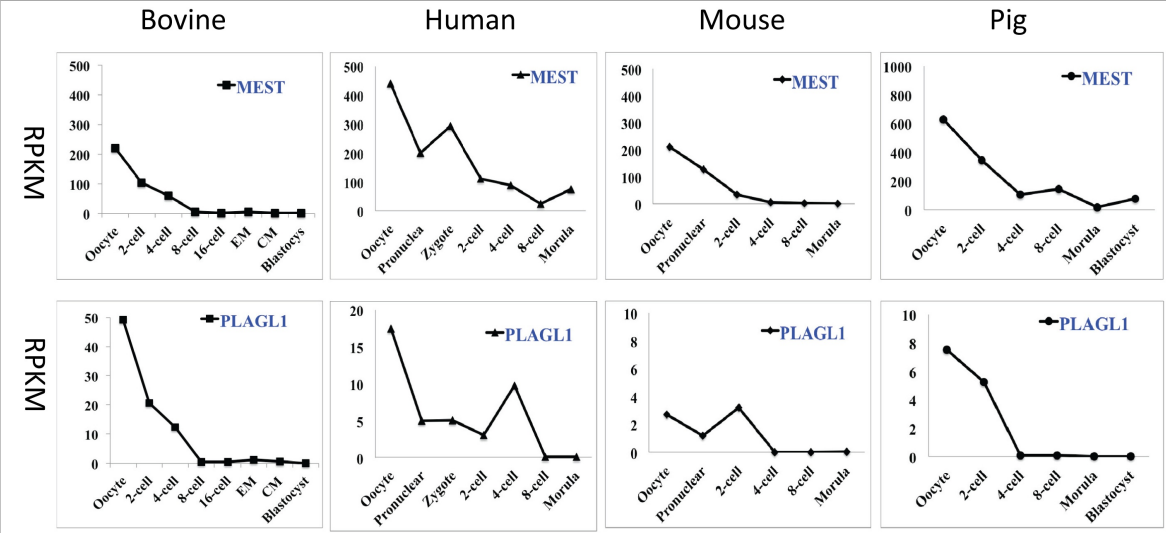 Bovine
Human
Mouse
Pig
RPKM
500
400
300
200
100
0
MEST
Oocyte
2-cell
4-cell
8-cell
16-cell
EM
CM
Blastocys
500
400
300
200
100
0
MEST
Oocyte
Pronuclea
Zygote
2-cell
4-cell
8-cell
Morula
500
400
300
200
100
0
MEST
Oocyte
Pronuclear
2-cell
4-cell
8-cell
Morula
1000
800
600
400
200
0
MEST
Oocyte
2-cell
4-cell
8-cell
Morula
Blastocyst
RPKM
50
40
30
20
10
0
PLAGL1
Oocyte
2-cell
4-cell
8-cell
16-cell
EM
CM
Blastocyst
20
15
10
5
0
PLAGL1
Oocyte
Pronuclear
Zygote
2-cell
4-cell
8-cell
Morula
10
8
6
4
2
0
PLAGL1
Oocyte
Pronuclear
2-cell
4-cell
8-cell
Morula
10
8
6
4
2
0
PLAGL1
Oocyte
2-cell
4-cell
8-cell
Morula
Blastocyst